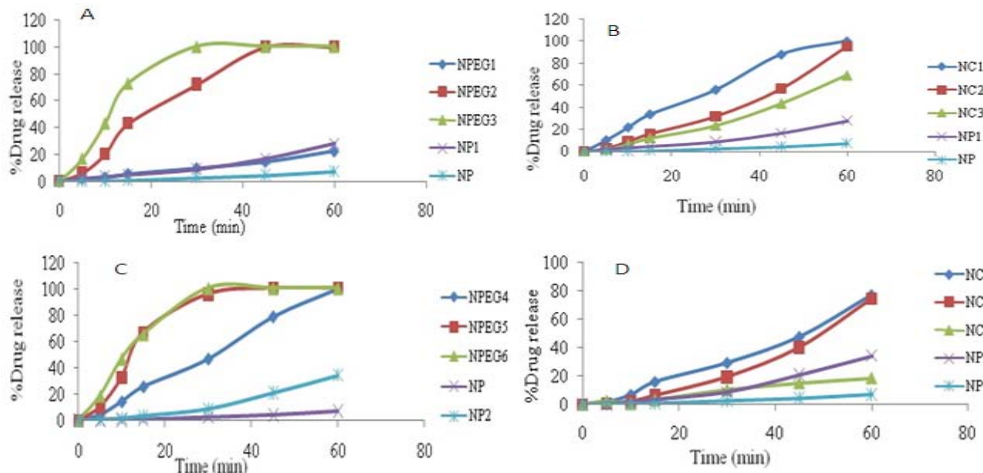 A
%Drug release
120
100
80
60
40
20
0
0
20
40
60
80
Time (min)
NPEG1
NPEG2
NPEG3
NP1
NP
B
%Drug release
120
100
80
60
40
20
0
0
20
40
60
80
Time (min)
NC1
NC2
NC3
NP1
NP
C
%Drug release
120
100
80
60
40
20
0
0
20
40
60
80
Time (min)
NPEG4
NPEG5
NPEG6
NP
NP2
D
%Drug release
100
80
60
40
20
0
0
20
40
60
80
Time (min)
NC
NC
NC
NP
NP